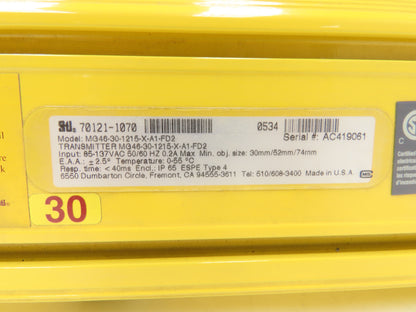 Sti. 70121-1070 0534 Serial #: AC419061
Model: MG46-30-1215-X-A1-FD2
TRANSMITTER MG46-30-1215-X-A1-FD2
Input: 85-137VAC 50/60 HZ 0.2A Max. Min. obj. size: 30mm/52mm/74mm
E.A.A.: ±2.5° Temperature: 0-55 °C
Resp. time: < 40ms Encl.: IP 65 ESPE Type 4
6550 Dumbarton Circle, Fremont, CA 94555-3611 Tel: 510/608-3400 Made in U.S.A.
30